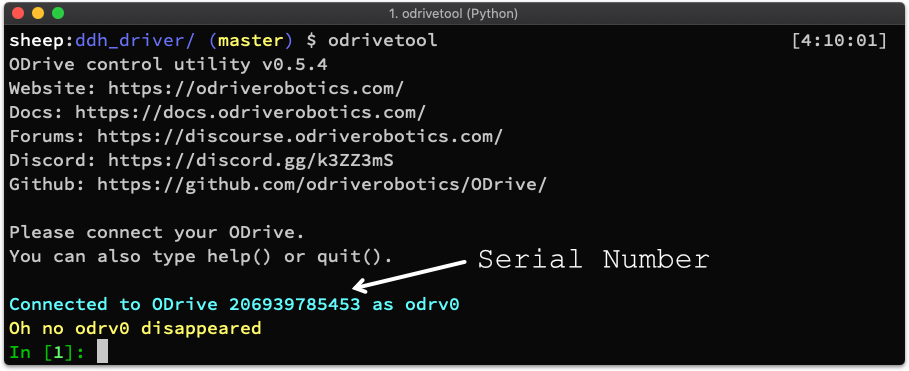 1. odrivetool (Python)
sheep:ddh_driver/ (master) $ odrivetool [4:10:01]
ODrive control utility v0.5.4
Website: https://odriverobotics.com/
Docs: https://docs.odriverobotics.com/
Forums: https://discourse.odriverobotics.com/
Discord: https://discord.gg/k3ZZ3mS
Github: https://github.com/odriverobotics/ODrive/
Please connect your ODrive.
You can also type help() or quit().
Serial Number
Connected to ODrive 206939785453 as odrv0
Oh no odrv0 disappeared
In [1]: